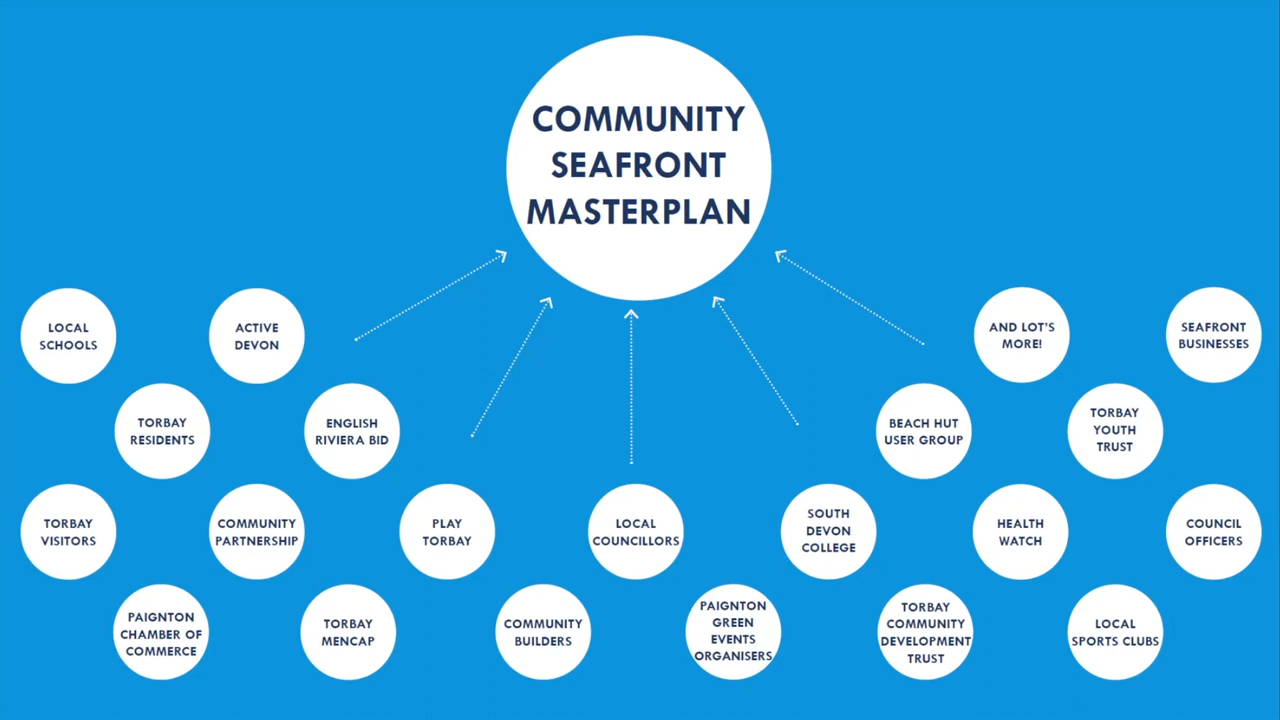 COMMUNITY
SEAFRONT
MASTERPLAN
LOCAL
SCHOOLS
ACTIVE
DEVON
AND LOT'S
MORE!
SEAFRONT
BUSINESSES
TORBAY
RESIDENTS
ENGLISH
RIVIERA BID
BEACH HUT
USER GROUP
TORBAY
YOUTH
TRUST
TORBAY
VISITORS
COMMUNITY
PARTNERSHIP
PLAY
TORBAY
LOCAL
COUNCILLORS
SOUTH
DEVON
COLLEGE
HEALTH
WATCH
COUNCIL
OFFICERS
PAIGNTON
CHAMBER OF
COMMERCE
TORBAY
MENCAP
COMMUNITY
BUILDERS
PAIGNTON
GREEN
EVENTS
ORGANISERS
TORBAY
COMMUNITY
DEVELOPMENT
TRUST
LOCAL
SPORTS CLUBS